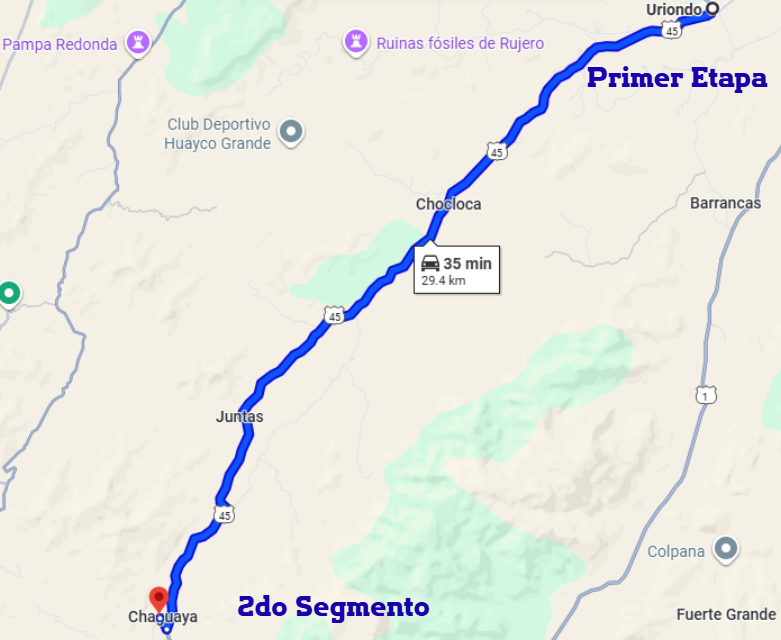 Uriondo
45
Pampa Redonda
Ruinas fósiles de Rujero
Primer Etapa
Club Deportivo
Huayco Grande
45
Chocloca
Barrancas
35 min
29.4 km
45
1
Juntas
45
Colpana
2do Segmento
Chaguaya
Fuerte Grande